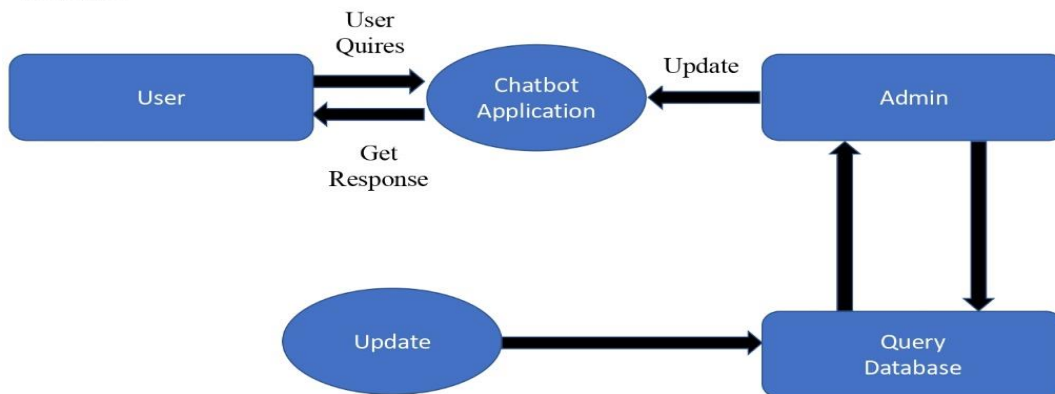 User
Quires
User
Chatbot
Application
Update
Admin
Get
Response
Update
Query
Database